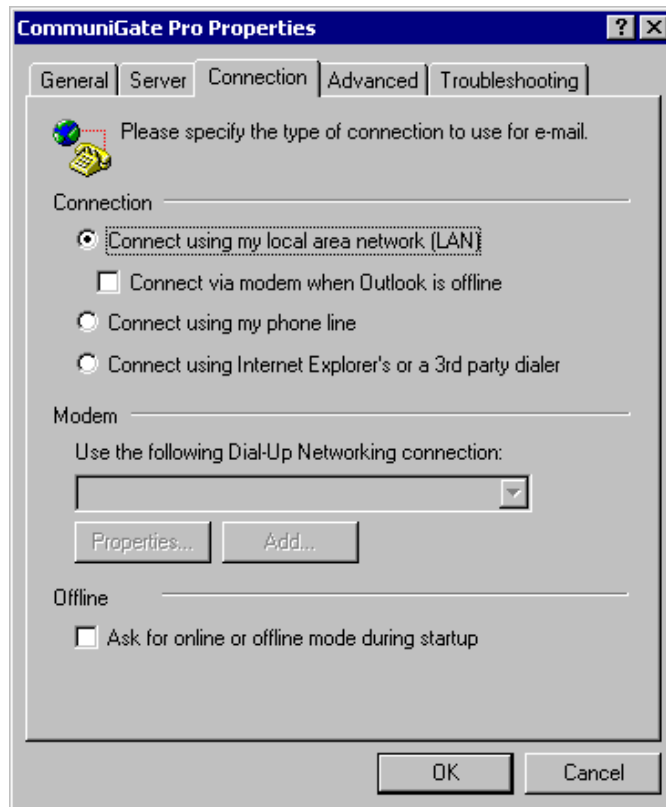 CommuniGate Pro Properties ? X
General Server Connection Advanced Troubleshooting
Please specify the type of connection to use for e-mail.
Connection
Connect using my local area network (LAN)
Connect via modem when Outlook is offline
Connect using my phone line
Connect using Internet Explorer's or a 3rd party dialer
Modem
Use the following Dial-Up Networking connection:
Properties... Add...
Offline
Ask for online or offline mode during startup
OK Cancel